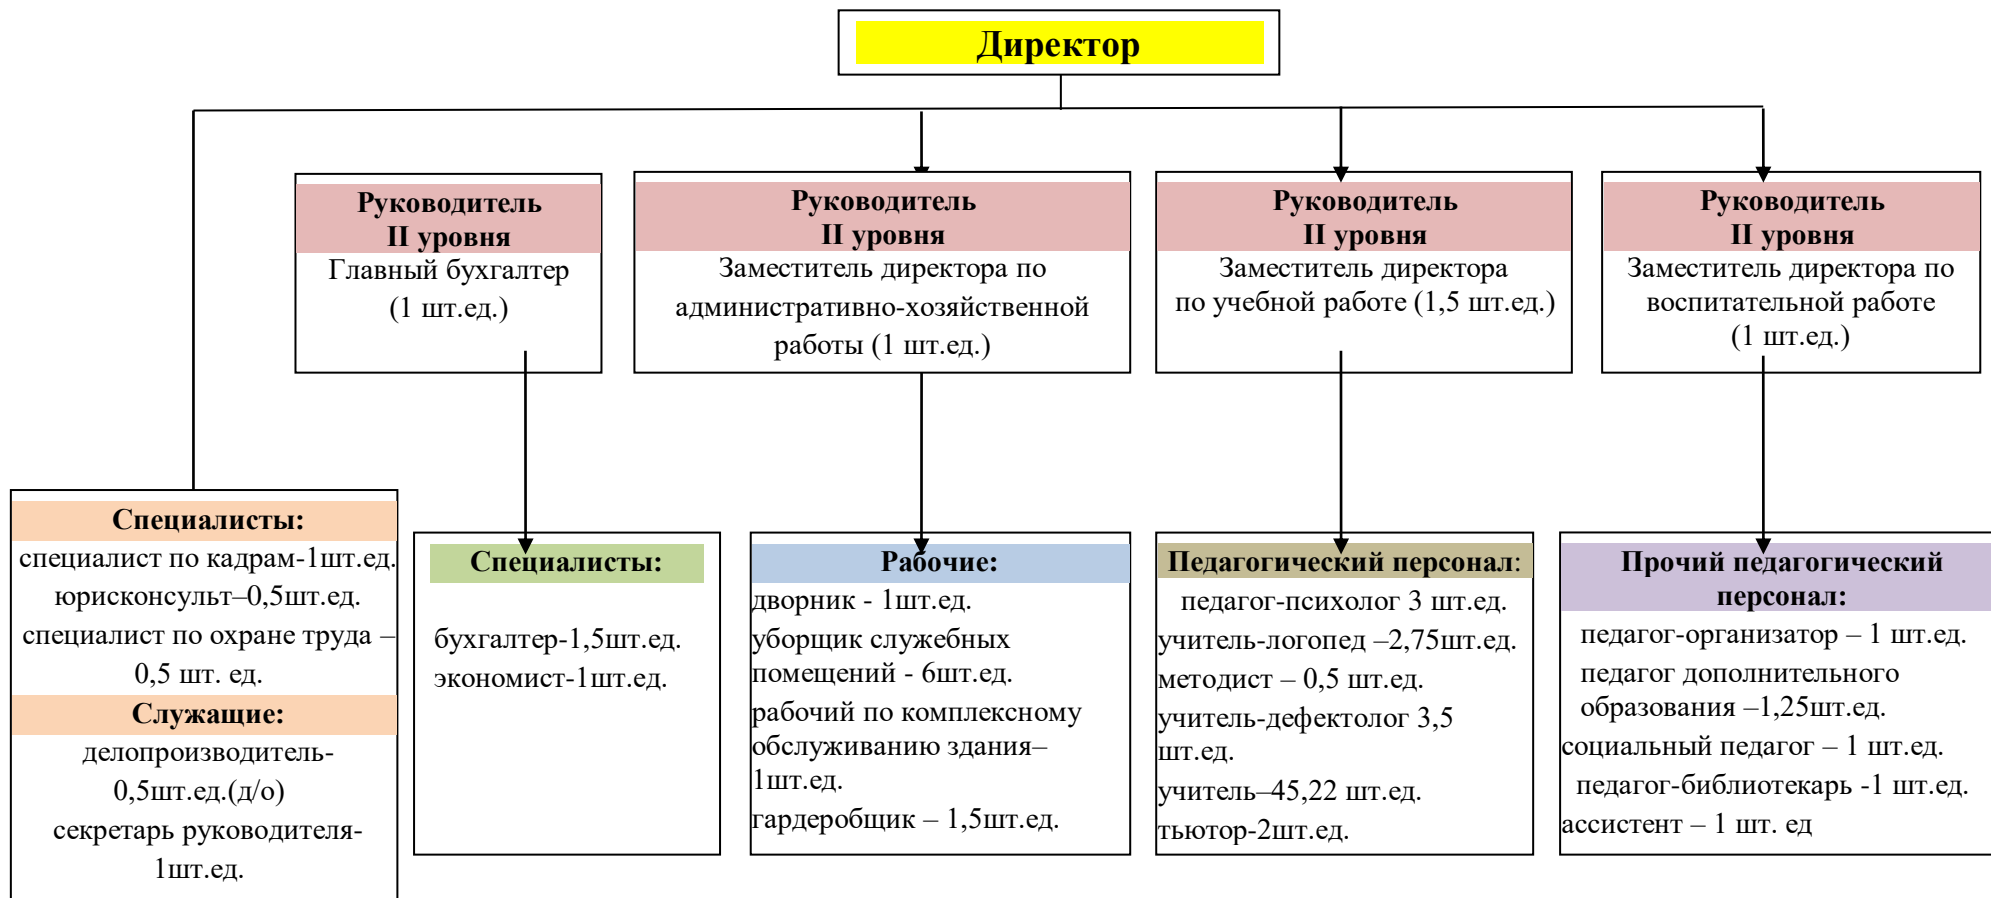 Директор
Руководитель
II уровня
Главный бухгалтер
(1 шт.ед.)
Руководитель
II уровня
Заместитель директора по
административно-хозяйственной
работы (1 шт.ед.)
Руководитель
II уровня
Заместитель директора
по учебной работе (1,5 шт.ед.)
Руководитель
II уровня
Заместитель директора по
воспитательной работе
(1 шт.ед.)
Специалисты:
специалист по кадрам-1шт.ед.
юрисконсульт–0,5шт.ед.
специалист по охране труда –
0,5 шт. ед.
Служащие:
делопроизводитель-
0,5шт.ед.(д/о)
секретарь руководителя-
1шт.ед.
Специалисты:
бухгалтер-1,5шт.ед.
экономист-1шт.ед.
Рабочие:
дворник - 1шт.ед.
уборщик служебных
помещений - 6шт.ед.
рабочий по комплексному
обслуживанию здания–
1шт.ед.
гардеробщик – 1,5шт.ед.
Педагогический персонал:
педагог-психолог 3 шт.ед.
учитель-логопед –2,75шт.ед.
методист – 0,5 шт.ед.
учитель-дефектолог 3,5
шт.ед.
учитель–45,22 шт.ед.
тьютор-2шт.ед.
Прочий педагогический
персонал:
педагог-организатор – 1 шт.ед.
педагог дополнительного
образования –1,25шт.ед.
социальный педагог – 1 шт.ед.
педагог-библиотекарь -1 шт.ед.
ассистент – 1 шт. ед